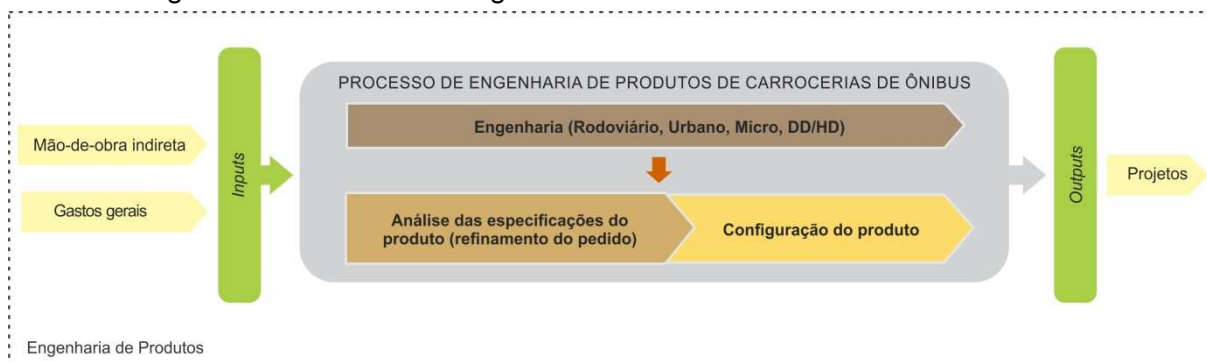 PROCESSO DE ENGENHARIA DE PRODUTOS DE CARROCERIAS DE ÔNIBUS
Engenharia (Rodoviário, Urbano, Micro, DD/HD)
Mão-de-obra indireta
Gastos gerais
Inputs
Análise das especificações do
produto (refinamento do pedido)
Configuração do produto
Outputs
Projetos
Engenharia de Produtos